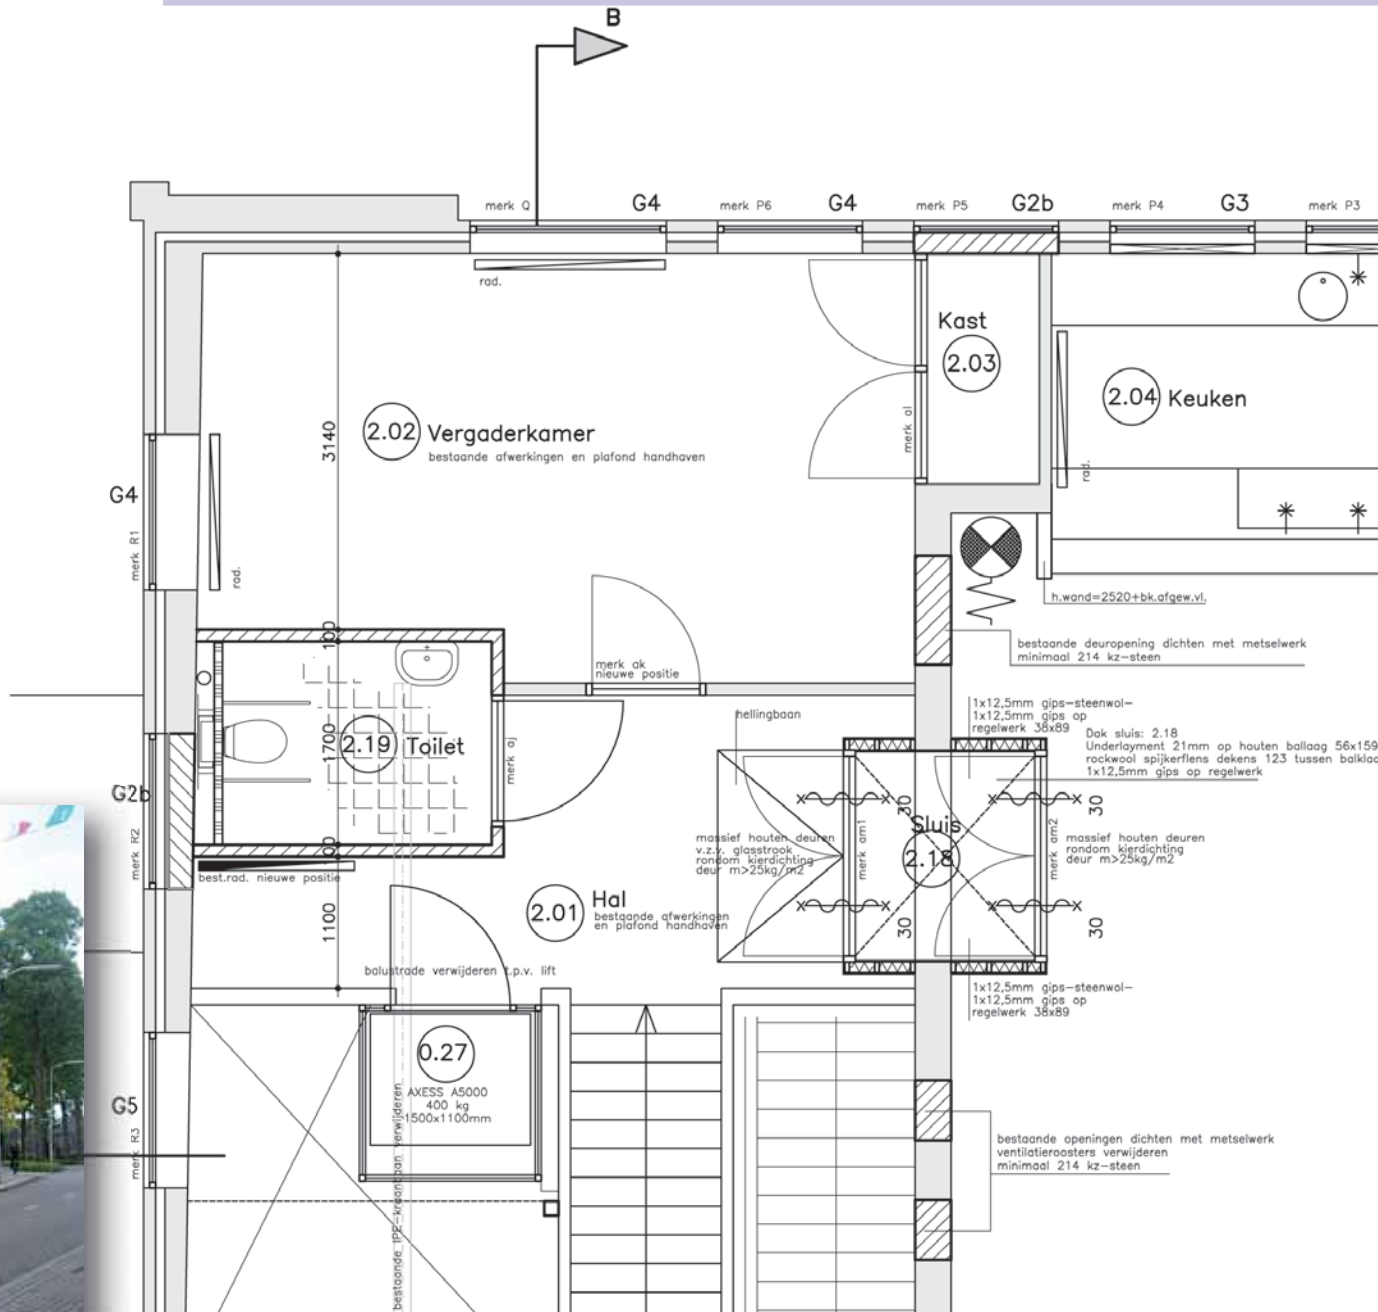 B
merk Q
G4
merk P6
G4
merk P5
G2b
merk P4
G3
merk P3
rad.
Kast
2.03
2.04 Keuken
merk al
rad.
3140
2.02 Vergaderkamer
bestaande afwerkingen en plafond handhaven
G4
merk R1
rad.
h.wand=2520+bk.afgew.vl.
bestaande deuropening dichten met metselwerk
minimaal 214 kz-steen
100
merk ak
nieuwe positie
1700
2.19 Toilet
merk aj
hellingbaan
1x12,5mm gips-steenwol-
1x12,5mm gips op
regelwerk 38x89
Dak sluis: 2.18
Underlayment 21mm op houten ballaag 56x159
rockwool spijkerflens dekens 123 tussen balklaa
1x12,5mm gips op regelwerk
G2b
merk R2
30
30
Sluis
2.18
merk am1
merk am2
massief houten deuren
v.z.v. glasstrook
rondom kierdichting
deur m>25kg/m2
massief houten deuren
rondom kierdichting
deur m>25kg/m2
best.rad. nieuwe positie
1100
2.01 Hal
bestaande afwerkingen
en plafond handhaven
30
30
balustrade verwijderen t.p.v. lift
1x12,5mm gips-steenwol-
1x12,5mm gips op
regelwerk 38x89
0.27
AXESS A5000
400 kg
1500x1100mm
G5
merk R3
bestaande IPE-kraanbaan verwijderen
bestaande openingen dichten met metselwerk
ventilatieroosters verwijderen
minimaal 214 kz-steen